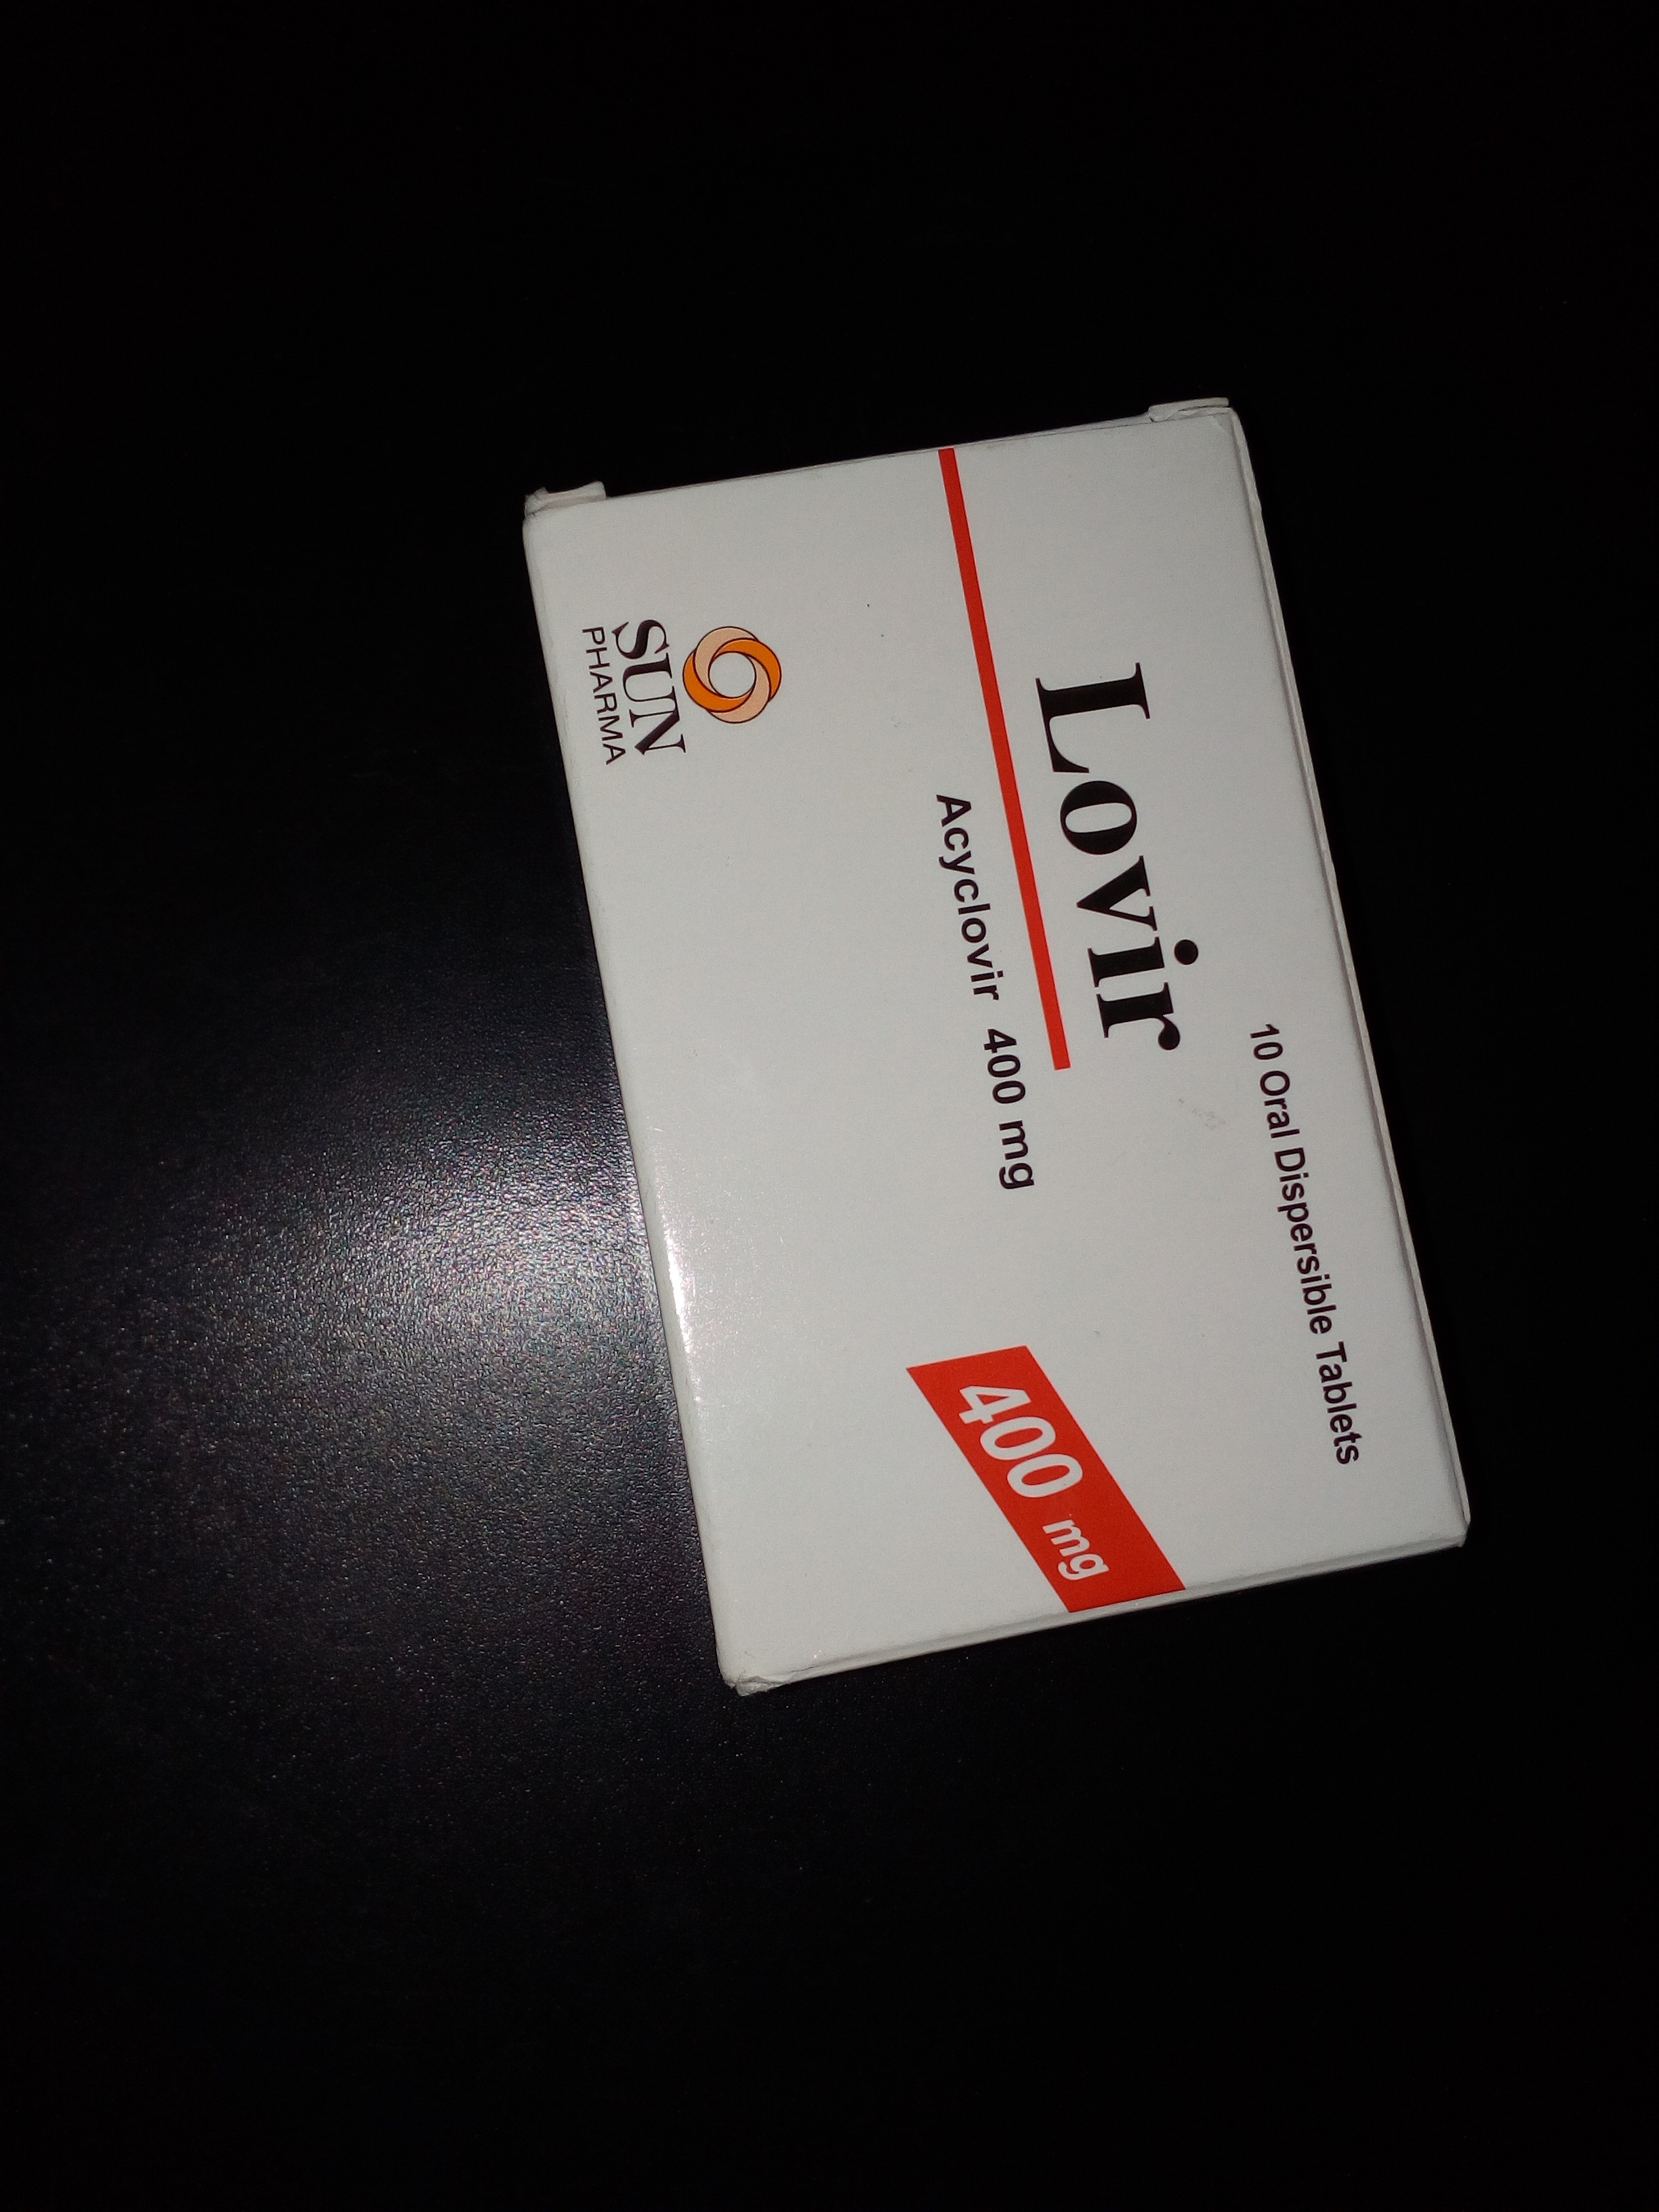 10 Oral Dispersible Tablets
Lovir
Acyclovir 400 mg
400 mg
SUN
PHARMA